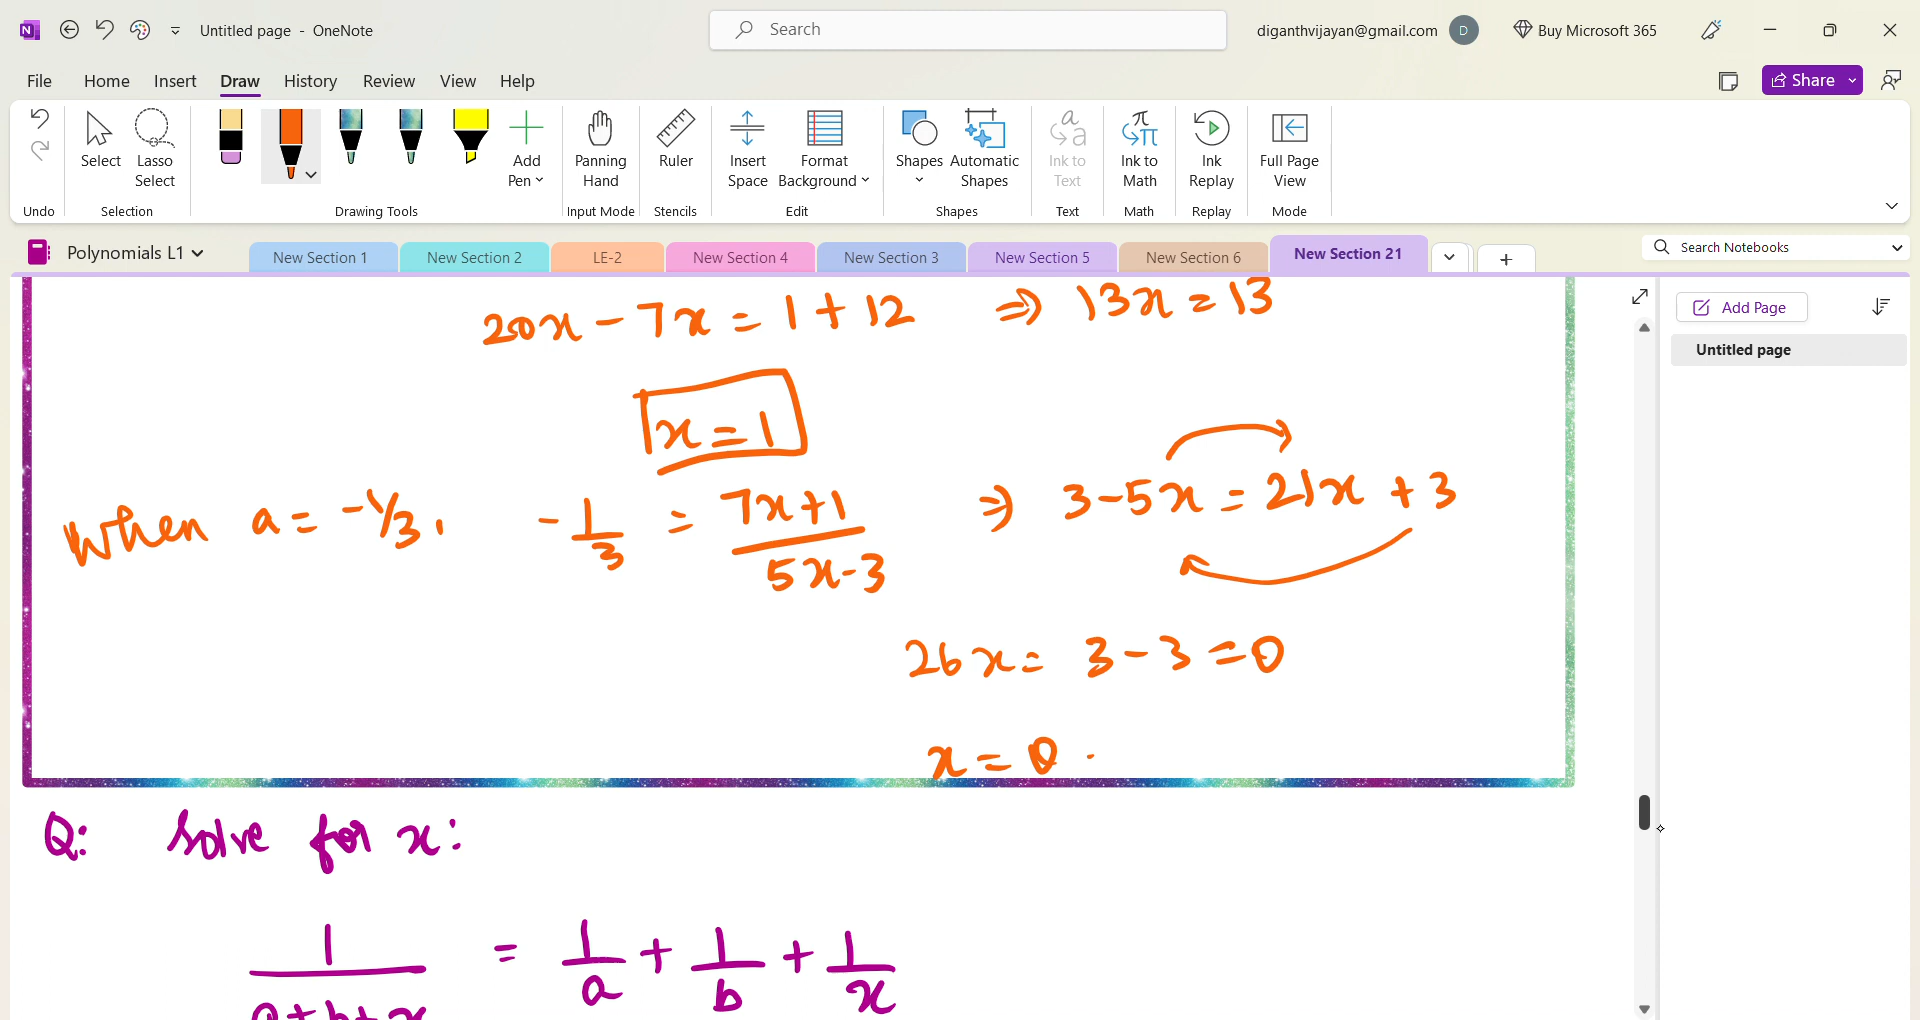 Untitled page - OneNote
Search
diganthvijayan@gmail.com
D
Buy Microsoft 365
File Home Insert Draw History Review View Help
Share
Select
Lasso Select
Add Pen
Panning Hand
Ruler
Insert Space
Format Background
Shapes
Automatic Shapes
Ink to Text
Ink to Math
Ink Replay
Full Page View
Undo Selection Drawing Tools Input Mode Stencils Edit Shapes Text Math Replay Mode
Polynomials L1
New Section 1 New Section 2 LE-2 New Section 4 New Section 3 New Section 5 New Section 6 New Section 21
Search Notebooks
Add Page
Untitled page
20x - 7x = 1 + 12 ⇒ 13x = 13
x = 1
When a = -1/3, -1/3 = (7x+1)/(5x-3) ⇒ 3 - 5x = 21x + 3
26x = 3 - 3 = 0
x = 0 .
Q: Solve for x:
1/(a+b+x) = 1/a + 1/b + 1/x